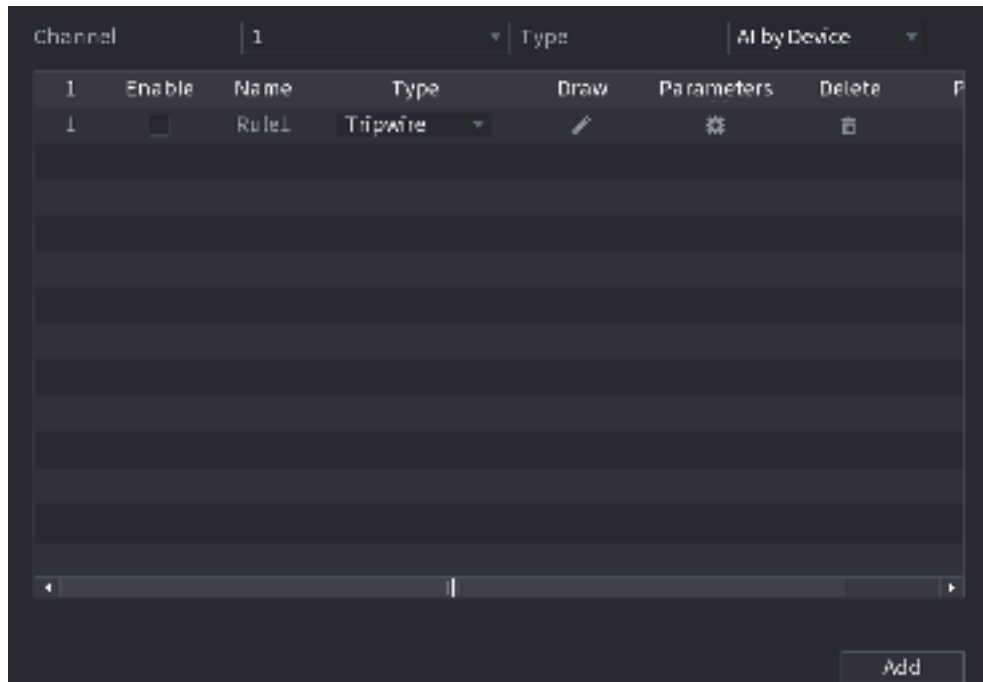 Channel 1 Type AI by Device
1 Enable Name Type Draw Parameters Delete P
1 Rule1 Tripwire
Add